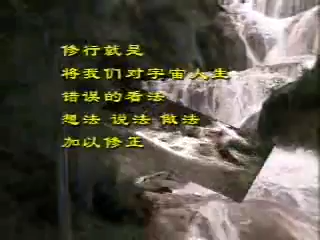 修行就是
将我们对宇宙人生
错误的看法
想法 说法 做法
加以修正